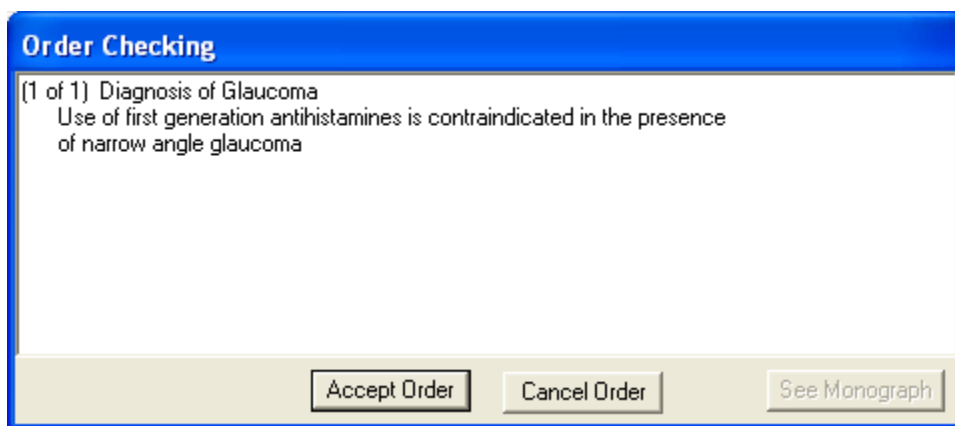 Order Checking
(1 of 1) Diagnosis of Glaucoma
Use of first generation antihistamines is contraindicated in the presence
of narrow angle glaucoma
Accept Order
Cancel Order
See Monograph